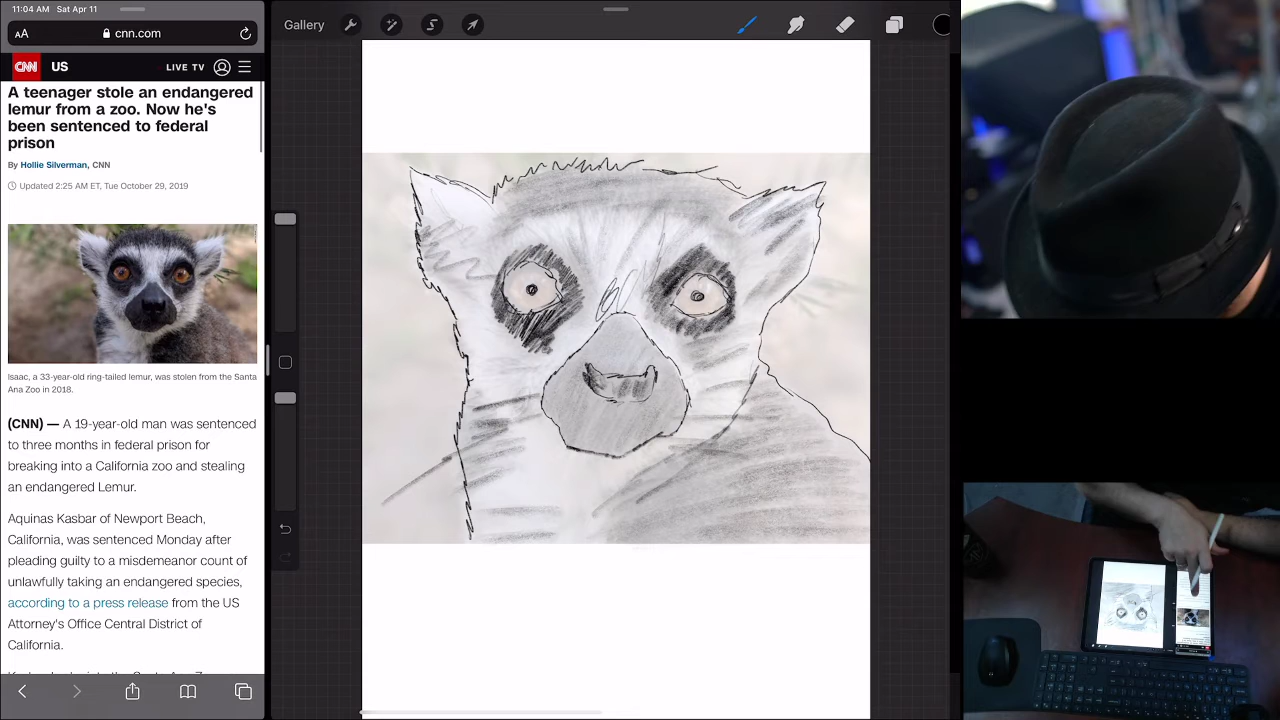 11:04 AM Sat Apr 11
AA
cnn.com
CNN
US
LIVE TV
A teenager stole an endangered
lemur from a zoo. Now he's
been sentenced to federal
prison
By Hollie Silverman, CNN
Updated 2:25 AM ET, Tue October 29, 2019
Isaac, a 33-year-old ring-tailed lemur, was stolen from the Santa
Ana Zoo in 2018.
(CNN) — A 19-year-old man was sentenced
to three months in federal prison for
breaking into a California zoo and stealing
an endangered Lemur.
Aquinas Kasbar of Newport Beach,
California, was sentenced Monday after
pleading guilty to a misdemeanor count of
unlawfully taking an endangered species,
according to a press release from the US
Attorney's Office Central District of
California.
Gallery